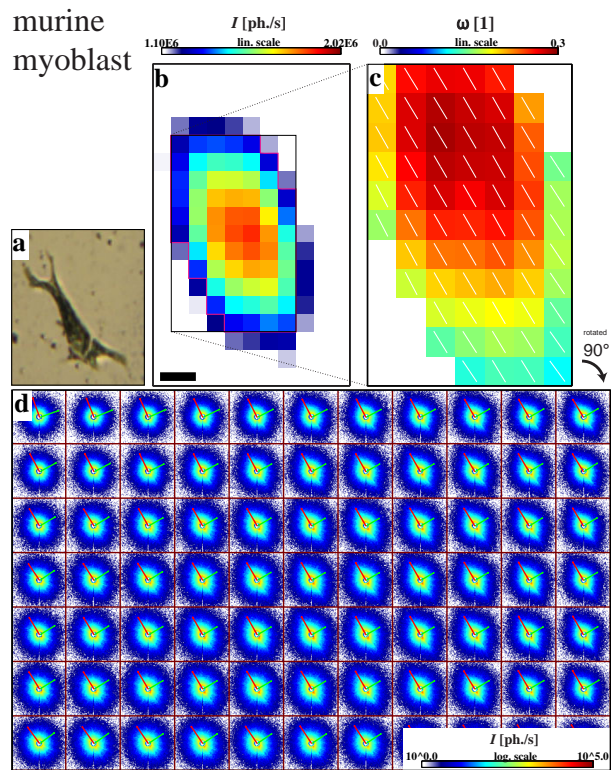 murine
myoblast
I [ph./s]
1.10E6 lin. scale 2.02E6
ω [1]
0.0 lin. scale 0.3
b
c
a
rotated
90°
d
I [ph./s]
10^0.0 log. scale 10^5.0